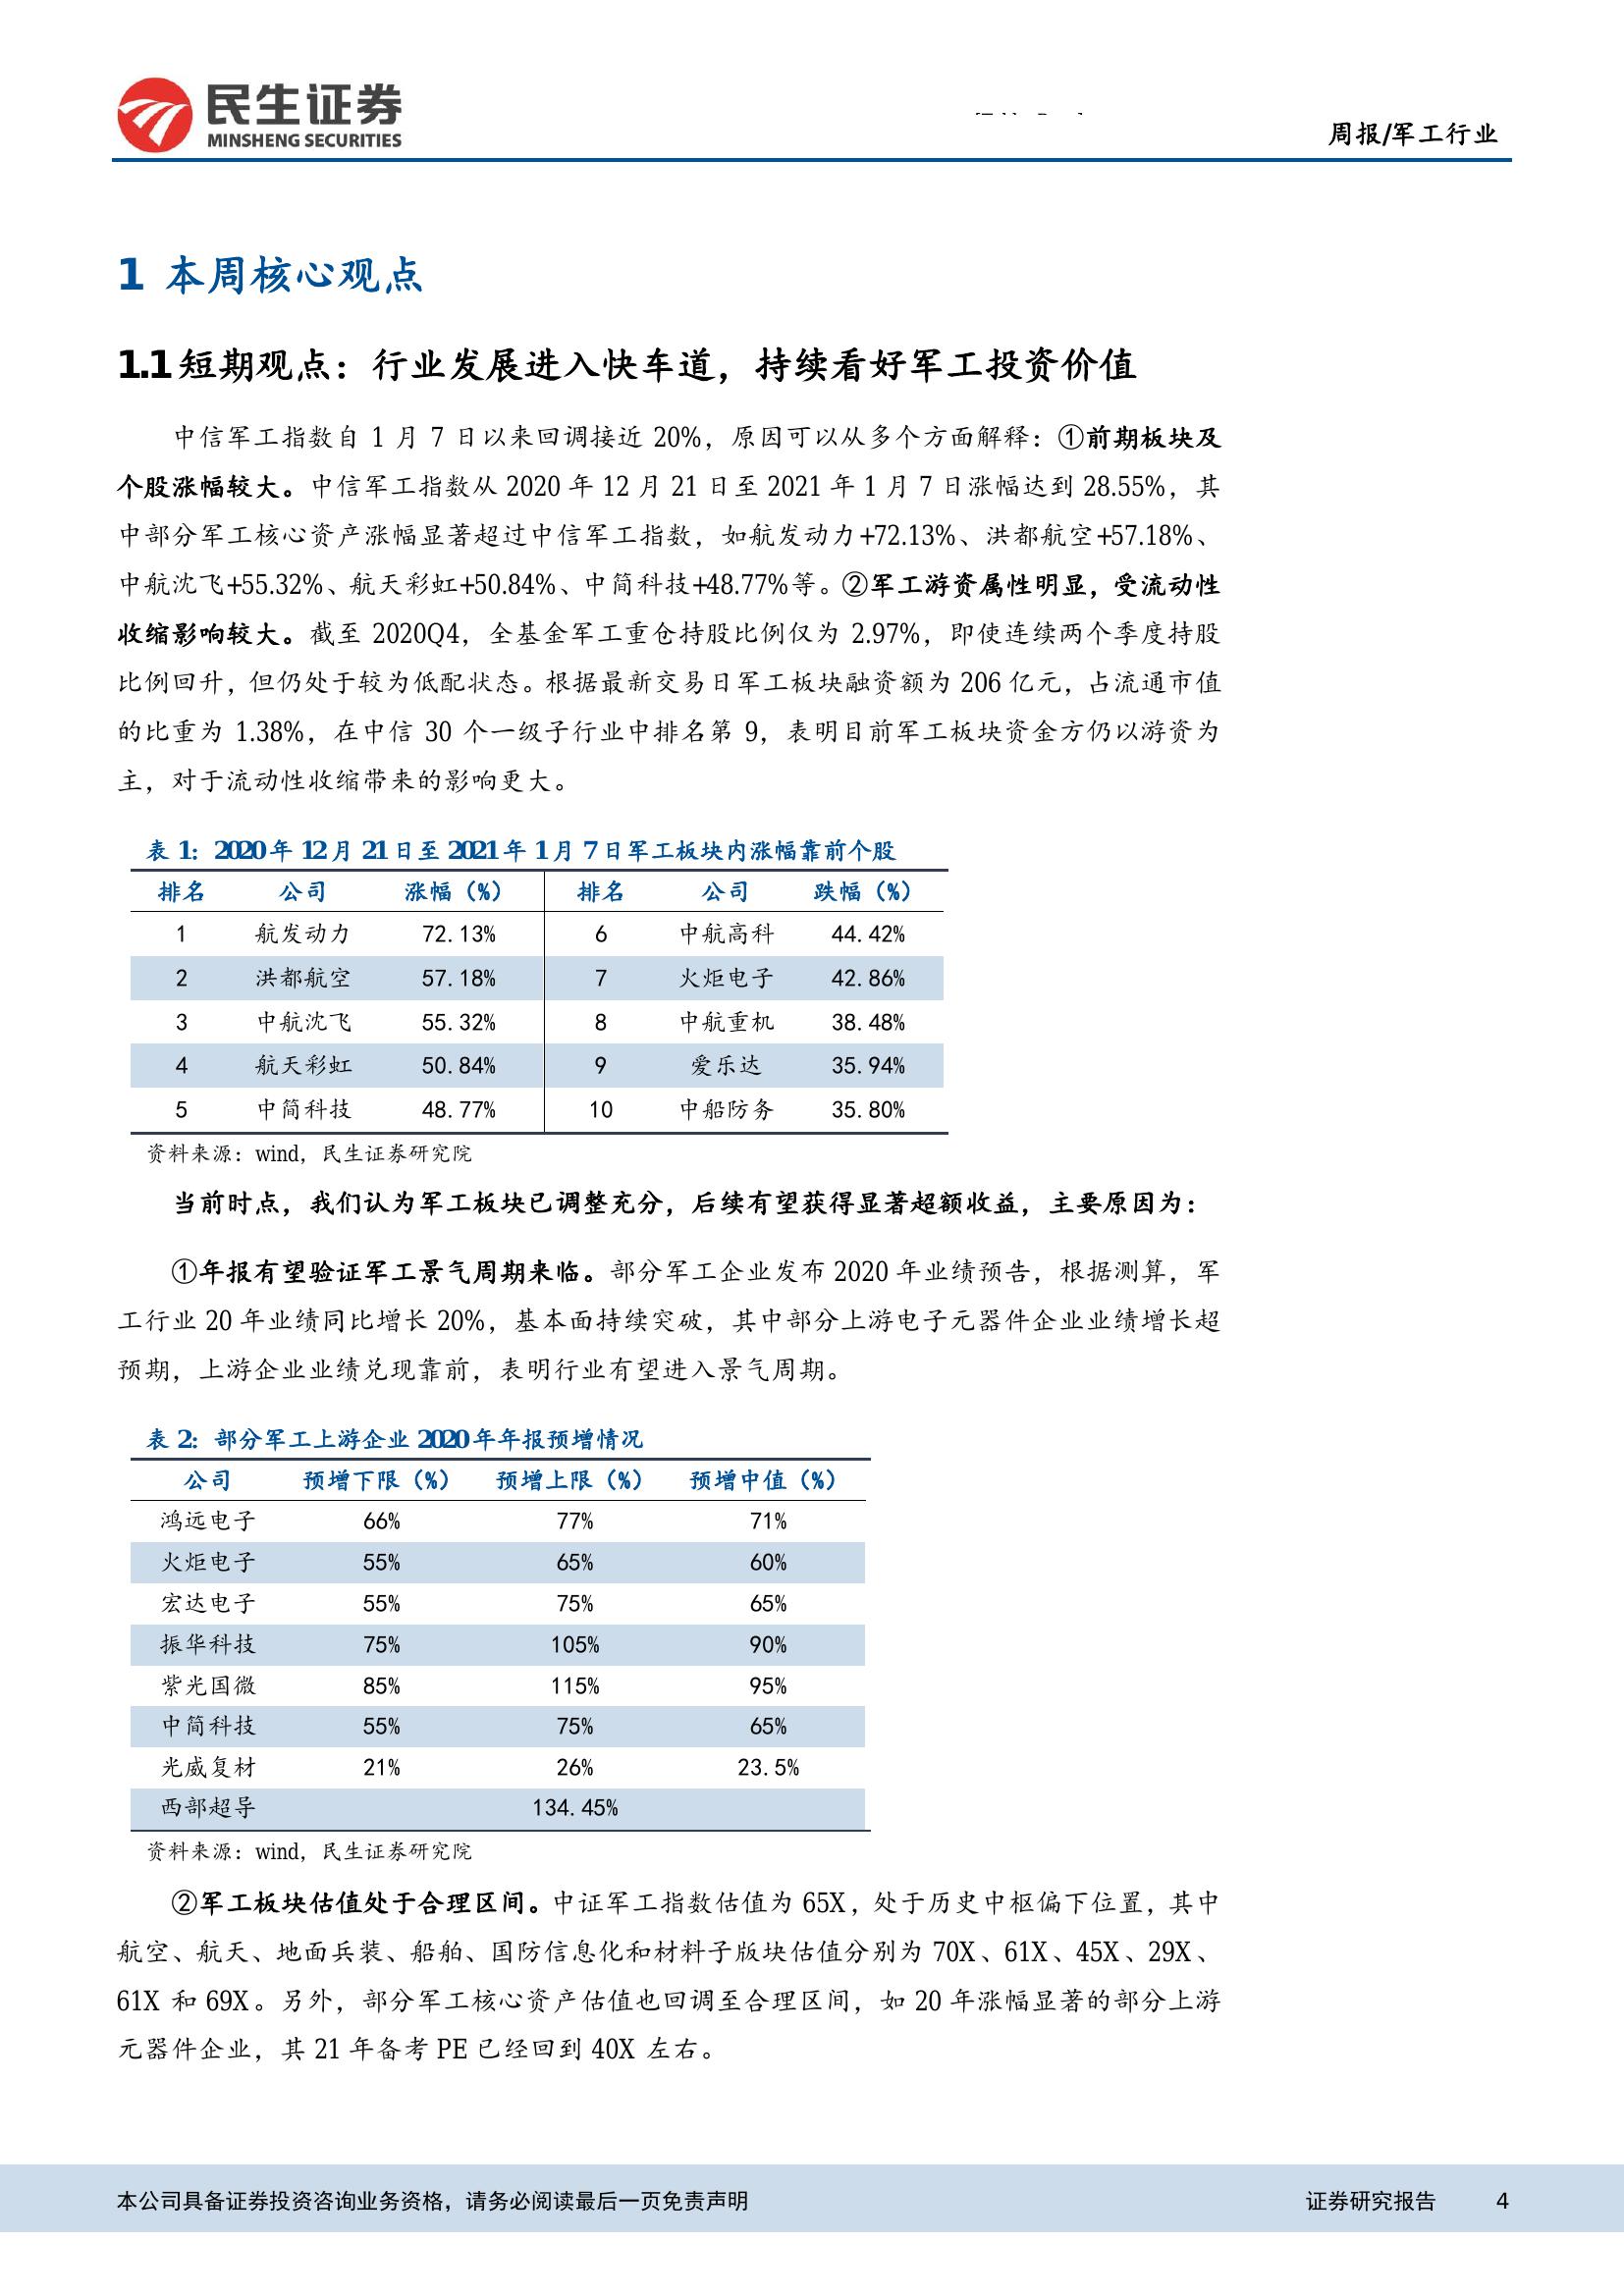 民生证券
MINSHENG SECURITIES
周报/军工行业
1 本周核心观点
1.1 短期观点：行业发展进入快车道，持续看好军工投资价值
中信军工指数自 1 月 7 日以来回调接近 20%，原因可以从多个方面解释：①前期板块及
个股涨幅较大。中信军工指数从 2020 年 12 月 21 日至 2021 年 1 月 7 日涨幅达到 28.55%，其
中部分军工核心资产涨幅显著超过中信军工指数，如航发动力+72.13%、洪都航空+57.18%、
中航沈飞+55.32%、航天彩虹+50.84%、中简科技+48.77%等。②军工游资属性明显，受流动性
收缩影响较大。截至 2020Q4，全基金军工重仓持股比例仅为 2.97%，即使连续两个季度持股
比例回升，但仍处于较为低配状态。根据最新交易日军工板块融资额为 206 亿元，占流通市值
的比重为 1.38%，在中信 30 个一级子行业中排名第 9，表明目前军工板块资金方仍以游资为
主，对于流动性收缩带来的影响更大。
表 1：2020 年 12 月 21 日至 2021 年 1 月 7 日军工板块内涨幅靠前个股
排名 公司 涨幅（%） 排名 公司 跌幅（%）
1 航发动力 72.13% 6 中航高科 44.42%
2 洪都航空 57.18% 7 火炬电子 42.86%
3 中航沈飞 55.32% 8 中航重机 38.48%
4 航天彩虹 50.84% 9 爱乐达 35.94%
5 中简科技 48.77% 10 中船防务 35.80%
资料来源：wind，民生证券研究院
当前时点，我们认为军工板块已调整充分，后续有望获得显著超额收益，主要原因为：
①年报有望验证军工景气周期来临。部分军工企业发布 2020 年业绩预告，根据测算，军
工行业 20 年业绩同比增长 20%，基本面持续突破，其中部分上游电子元器件企业业绩增长超
预期，上游企业业绩兑现靠前，表明行业有望进入景气周期。
表 2：部分军工上游企业 2020 年年报预增情况
公司 预增下限（%） 预增上限（%） 预增中值（%）
鸿远电子 66% 77% 71%
火炬电子 55% 65% 60%
宏达电子 55% 75% 65%
振华科技 75% 105% 90%
紫光国微 85% 115% 95%
中简科技 55% 75% 65%
光威复材 21% 26% 23.5%
西部超导 134.45%
资料来源：wind，民生证券研究院
②军工板块估值处于合理区间。中证军工指数估值为 65X，处于历史中枢偏下位置，其中
航空、航天、地面兵装、船舶、国防信息化和材料子版块估值分别为 70X、61X、45X、29X、
61X 和 69X。另外，部分军工核心资产估值也回调至合理区间，如 20 年涨幅显著的部分上游
元器件企业，其 21 年备考 PE 已经回到 40X 左右。
本公司具备证券投资咨询业务资格，请务必阅读最后一页免责声明 证券研究报告 4